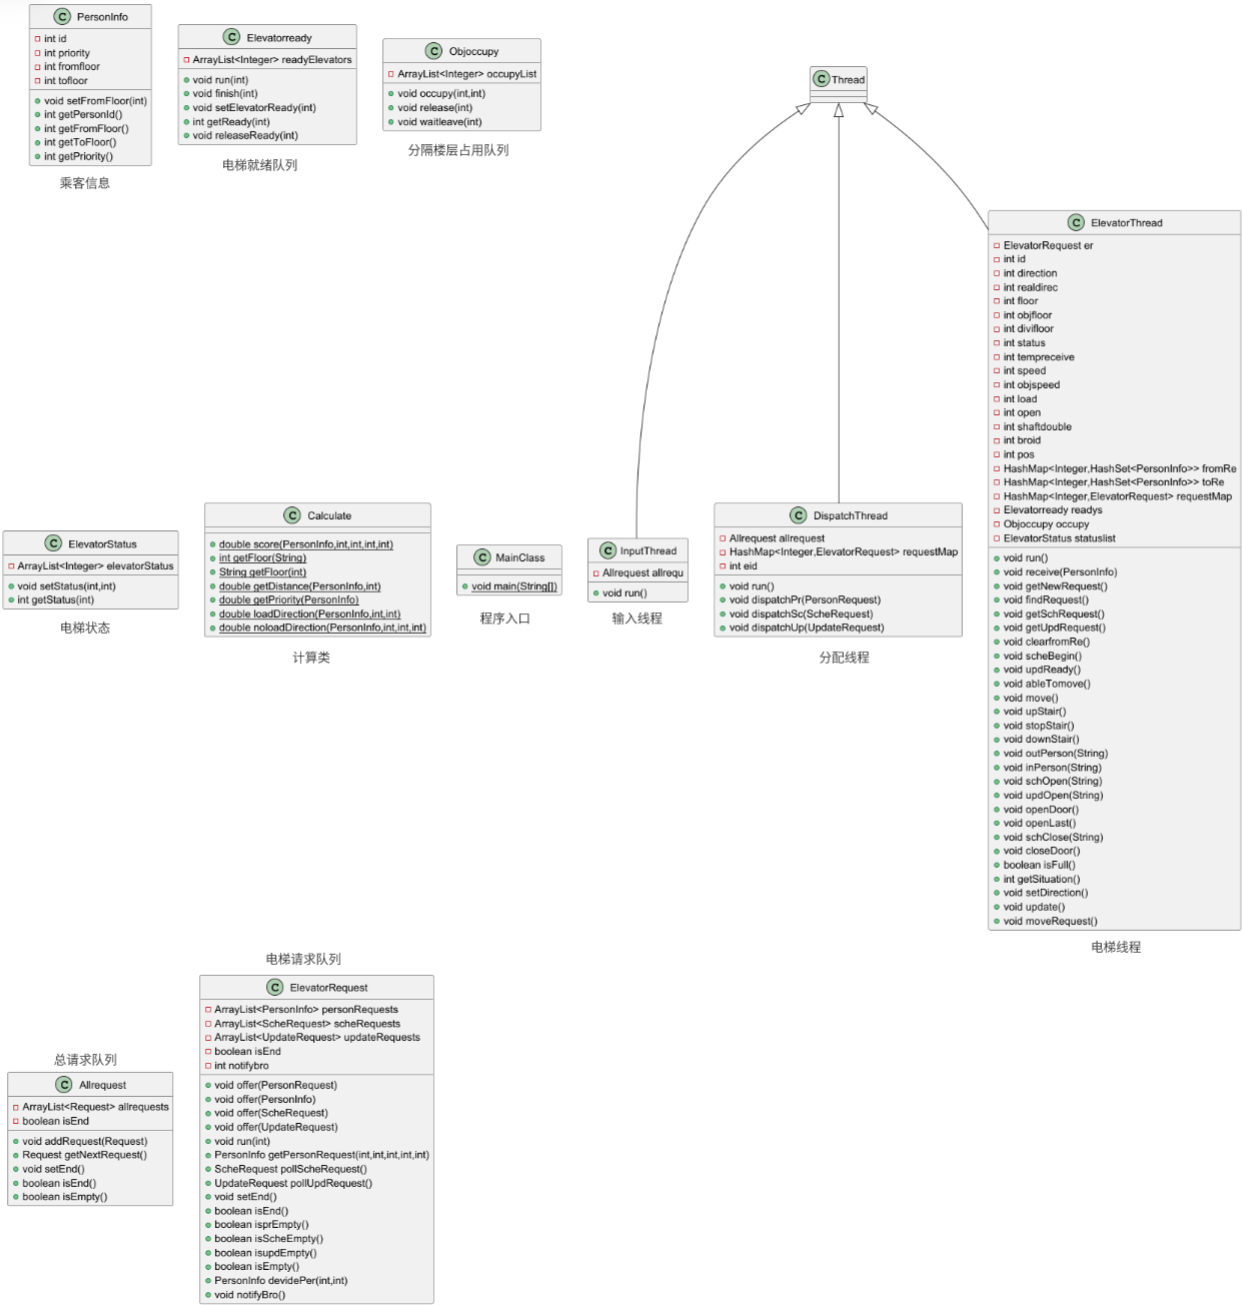 PersonInfo
int id
int priority
int fromfloor
int tofloor
void setFromFloor(int)
int getPersonId()
int getFromFloor()
int getToFloor()
int getPriority()
乘客信息
Elevatorready
ArrayList<Integer> readyElevators
void run(int)
void finish(int)
void setElevatorReady(int)
int getReady(int)
void releaseReady(int)
电梯就绪队列
Objoccupy
ArrayList<Integer> occupyList
void occupy(int,int)
void release(int)
void waitleave(int)
分隔楼层占用队列
Thread
ElevatorThread
ElevatorRequest er
int id
int direction
int realdirec
int floor
int objfloor
int divifloor
int status
int tempreceive
int speed
int objspeed
int load
int open
int shaftdouble
int broid
int pos
HashMap<Integer,HashSet<PersonInfo>> fromRe
HashMap<Integer,HashSet<PersonInfo>> toRe
HashMap<Integer,ElevatorRequest> requestMap
Elevatorready readys
Objoccupy occupy
ElevatorStatus statuslist
void run()
void receive(PersonInfo)
void getNewRequest()
void findRequest()
void getSchRequest()
void getUpdRequest()
void clearfromRe()
void scheBegin()
void updReady()
void ableTomove()
void move()
void upStair()
void stopStair()
void downStair()
void outPerson(String)
void inPerson(String)
void schOpen(String)
void updOpen(String)
void openDoor()
void openLast()
void schClose(String)
void closeDoor()
boolean isFull()
int getSituation()
void setDirection()
void update()
void moveRequest()
电梯线程
ElevatorStatus
ArrayList<Integer> elevatorStatus
void setStatus(int,int)
int getStatus(int)
电梯状态
Calculate
double score(PersonInfo,int,int,int,int)
int getFloor(String)
String getFloor(int)
double getDistance(PersonInfo,int)
double getPriority(PersonInfo)
double loadDirection(PersonInfo,int,int)
double noloadDirection(PersonInfo,int,int,int)
计算类
MainClass
void main(String[])
程序入口
InputThread
Allrequest allrequ
void run()
输入线程
DispatchThread
Allrequest allrequest
HashMap<Integer,ElevatorRequest> requestMap
int eid
void run()
void dispatchPr(PersonRequest)
void dispatchSc(ScheRequest)
void dispatchUp(UpdateRequest)
分配线程
总请求队列
Allrequest
ArrayList<Request> allrequests
boolean isEnd
void addRequest(Request)
Request getNextRequest()
void setEnd()
boolean isEnd()
boolean isEmpty()
电梯请求队列
ElevatorRequest
ArrayList<PersonInfo> personRequests
ArrayList<ScheRequest> scheRequests
ArrayList<UpdateRequest> updateRequests
boolean isEnd
int notifybro
void offer(PersonRequest)
void offer(PersonInfo)
void offer(ScheRequest)
void offer(UpdateRequest)
void run(int)
PersonInfo getPersonRequest(int,int,int,int,int)
ScheRequest pollScheRequest()
UpdateRequest pollUpdRequest()
void setEnd()
boolean isEnd()
boolean isprEmpty()
boolean isScheEmpty()
boolean isupdEmpty()
boolean isEmpty()
PersonInfo devidePer(int,int)
void notifyBro()